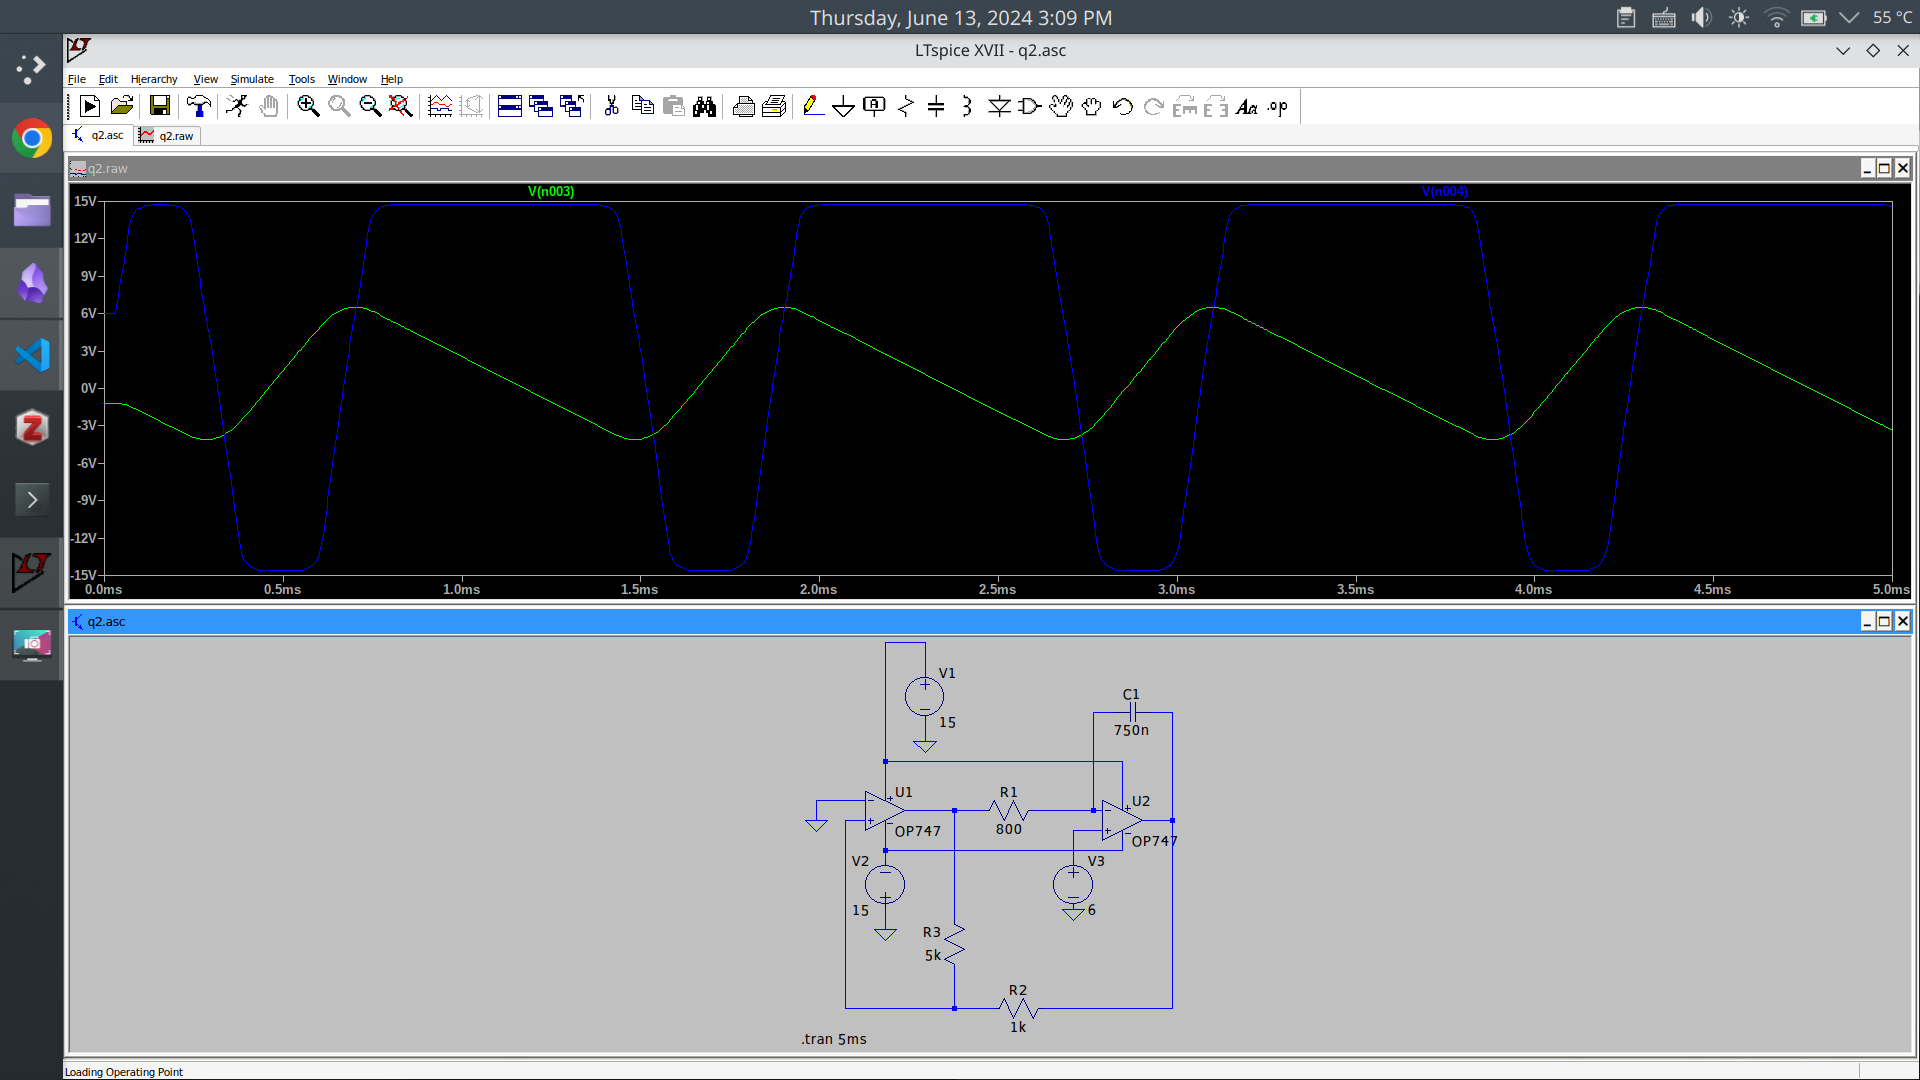 Thursday, June 13, 2024 3:09 PM
55 °C
LTspice XVII - q2.asc
File Edit Hierarchy View Simulate Tools Window Help
q2.asc q2.raw
q2.raw
V(n003) V(n004)
15V
12V
9V
6V
3V
0V
-3V
-6V
-9V
-12V
-15V
0.0ms 0.5ms 1.0ms 1.5ms 2.0ms 2.5ms 3.0ms 3.5ms 4.0ms 4.5ms 5.0ms
q2.asc
V1
15
C1
750n
U1
OP747
R1
800
U2
OP747
V2
15
V3
6
R3
5k
R2
1k
.tran 5ms
Loading Operating Point